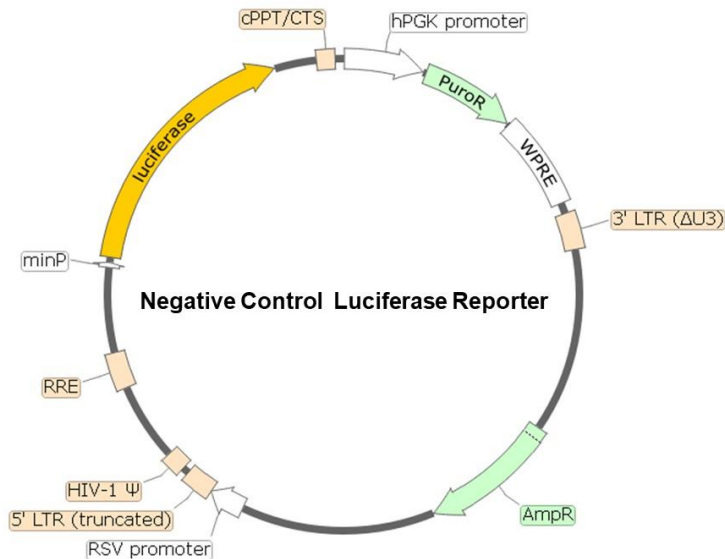 cPPT/CTS
hPGK promoter
PuroR
luciferase
WPRE
3' LTR (ΔU3)
minP
Negative Control Luciferase Reporter
RRE
HIV-1 Ψ
5' LTR (truncated)
AmpR
RSV promoter